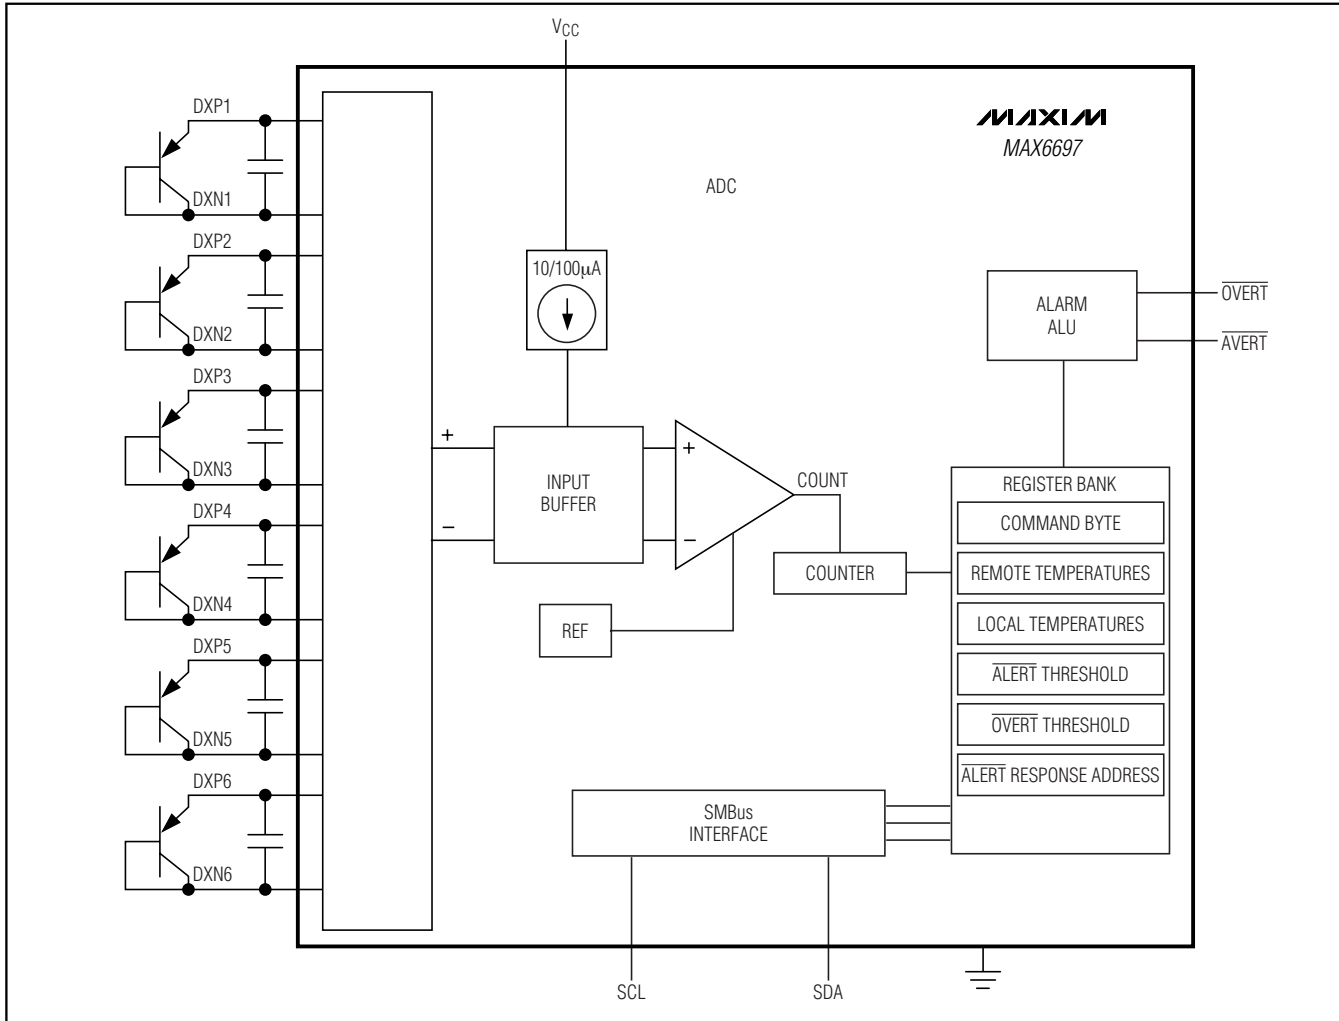 VCC
DXP1
DXN1
DXP2
DXN2
DXP3
DXN3
DXP4
DXN4
DXP5
DXN5
DXP6
DXN6
MAXIM
MAX6697
ADC
10/100µA
ALARM
ALU
OVERT
AVERT
+
−
INPUT
BUFFER
+
−
COUNT
COUNTER
REF
REGISTER BANK
COMMAND BYTE
REMOTE TEMPERATURES
LOCAL TEMPERATURES
ALERT THRESHOLD
OVERT THRESHOLD
ALERT RESPONSE ADDRESS
SMBus
INTERFACE
SCL
SDA